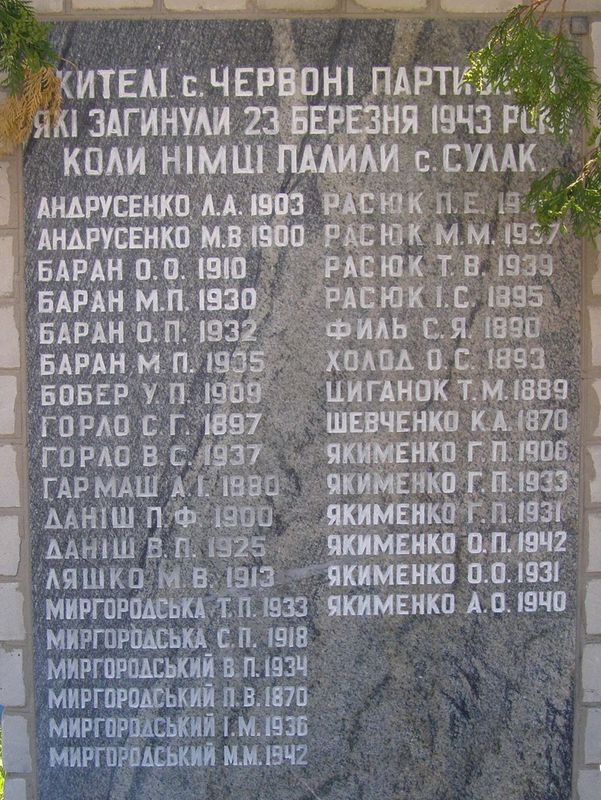 ЖИТЕЛІ с. ЧЕРВОНІ
ЯКІ ЗАГИНУЛИ 23 БЕРЕЗНЯ 1943
КОЛИ НІМЦІ ПАЛИЛИ с. СУЛАК.
АНДРУСЕНКО Л.А. 1903
АНДРУСЕНКО М.В 1900
БАРАН О.О. 1910
БАРАН М.П. 1930
БАРАН О.П. 1932
БАРАН М П. 1935
БОБЕР У П. 1909
ГОРЛО С.Г. 1897
ГОРЛО В.С. 1937
ГАРМАШ А.І. 1880
ДАНІШ П.Ф. 1900
ДАНІШ В.П. 1925
ЛЯШКО М В. 1913
МИРГОРОДСЬКА Т.П. 1933
МИРГОРОДСЬКА С.П. 1918
МИРГОРОДСЬКИЙ В П. 1934
МИРГОРОДСЬКИЙ П.В. 1870
МИРГОРОДСЬКИЙ І.М. 1936
МИРГОРОДСЬКИЙ М.М. 1942
РАСЮК П.Е.
РАСЮК М.М. 1937
РАСЮК Т.В. 1939
РАСЮК І.С. 1895
ФИЛЬ С.Я. 1890
ХОЛОД О.С. 1893
ЦИГАНОК Т.М. 1889
ШЕВЧЕНКО К.А. 1870
ЯКИМЕНКО Г.П. 1906
ЯКИМЕНКО Г.П. 1933
ЯКИМЕНКО Г.П. 1931
ЯКИМЕНКО О.П. 1942
ЯКИМЕНКО О.О. 1931
ЯКИМЕНКО А.О. 1940